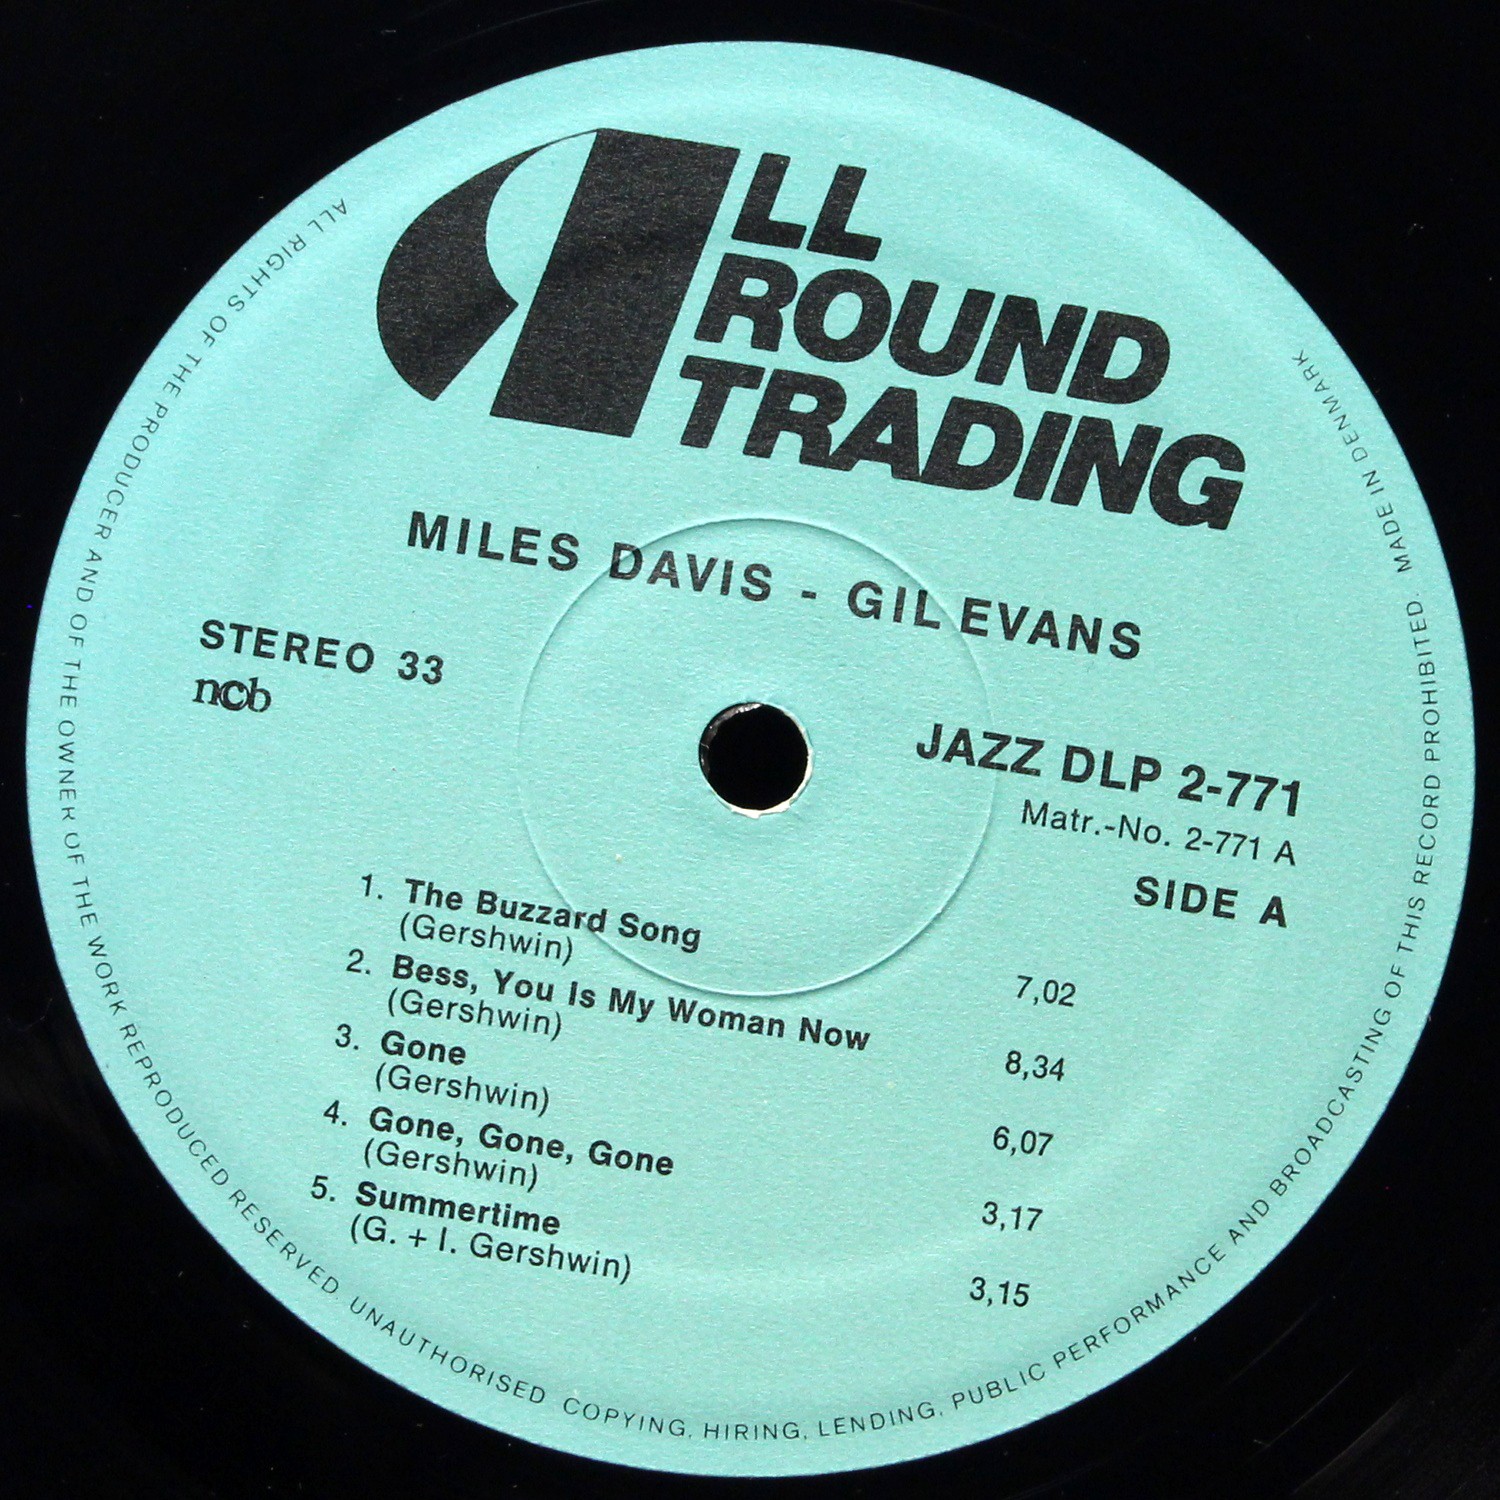 ALL
ROUND
TRADING
MILES DAVIS - GIL EVANS
STEREO 33
ncb
JAZZ DLP 2-771
Matr.-No. 2-771 A
SIDE A
1. The Buzzard Song
(Gershwin) 7,02
2. Bess, You Is My Woman Now
(Gershwin) 8,34
3. Gone
(Gershwin) 6,07
4. Gone, Gone, Gone
(Gershwin) 3,17
5. Summertime
(G. + I. Gershwin) 3,15
ALL RIGHTS OF THE PRODUCER AND OF THE OWNER OF THE WORK REPRODUCED RESERVED. UNAUTHORISED COPYING, HIRING, LENDING, PUBLIC PERFORMANCE AND BROADCASTING OF THIS RECORD PROHIBITED. MADE IN DENMARK